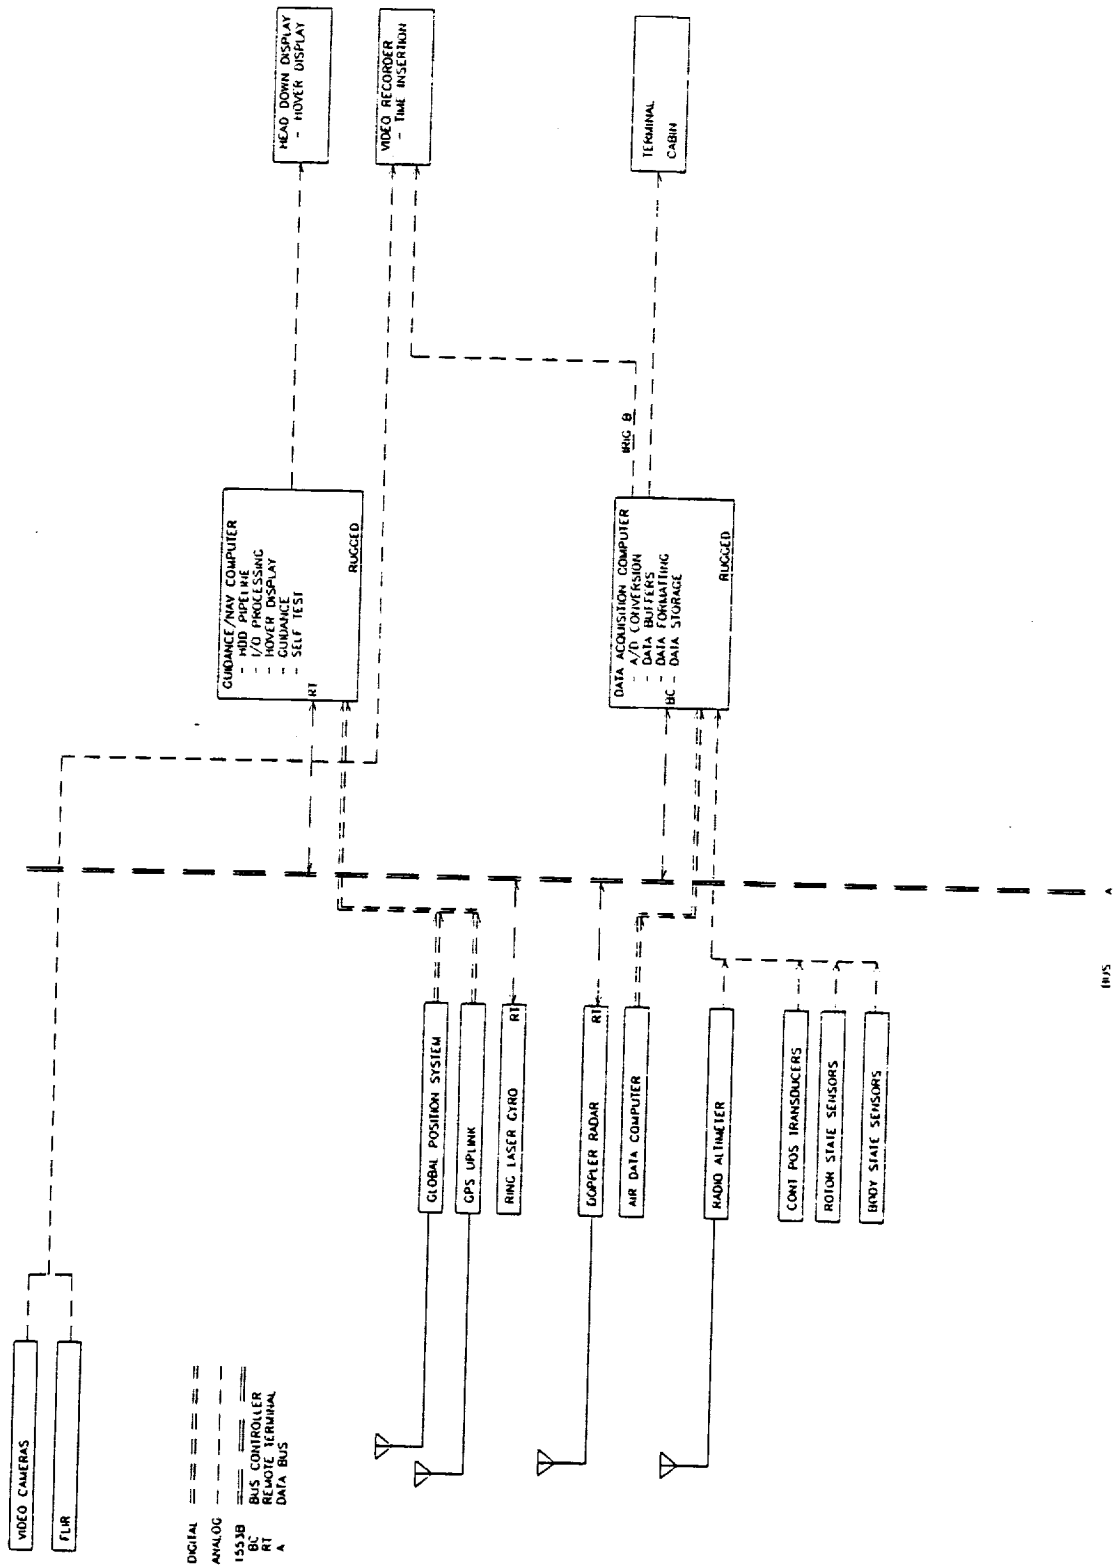 VIDEO CAMERAS
FLIR
DIGITAL
ANALOG
1553B
BC BUS CONTROLLER
RT REMOTE TERMINAL
A DATA BUS
GLOBAL POSITION SYSTEM
GPS UPLINK
RING LASER GYRO RT
DOPPLER RADAR RT
AIR DATA COMPUTER
RADIO ALTIMETER
CONT POS TRANSDUCERS
ROTOR STATE SENSORS
BODY STATE SENSORS
BUS A
GUIDANCE/NAV COMPUTER
- HDD PIPELINE
- I/O PROCESSING
- HOVER DISPLAY
- GUIDANCE
- SELF TEST
RT
RUGGED
DATA ACQUISITION COMPUTER
- A/D CONVERSION
- DATA BUFFERS
- DATA FORMATTING
BC - DATA STORAGE
RUGGED
IRIG B
HEAD DOWN DISPLAY
- HOVER DISPLAY
VIDEO RECORDER
- TIME INSERTION
TERMINAL
CABIN